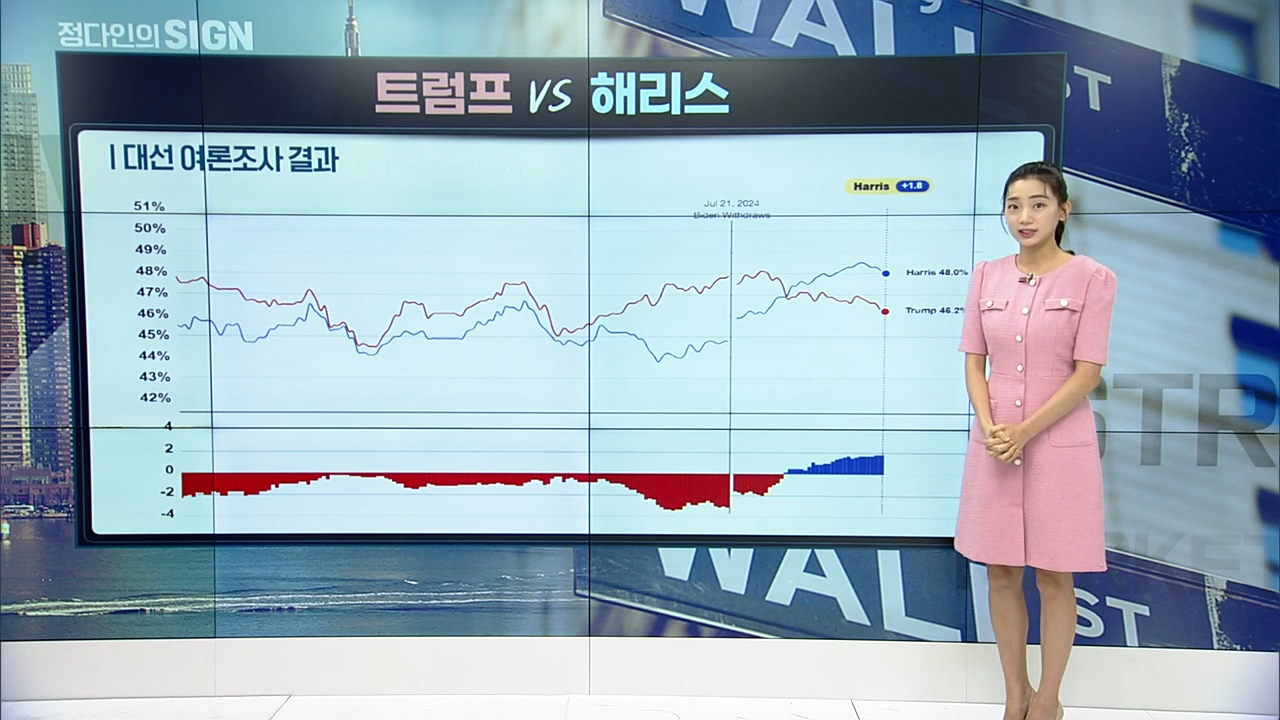 정다인의 SIGN
WALL ST
트럼프 VS 해리스
대선 여론조사 결과
Harris +1.8
Jul 21, 2024
Biden Withdraws
51%
50%
49%
48%
47%
46%
45%
44%
43%
42%
Harris 48.0%
Trump 46.2%
4
2
0
-2
-4
STR
WALL ST